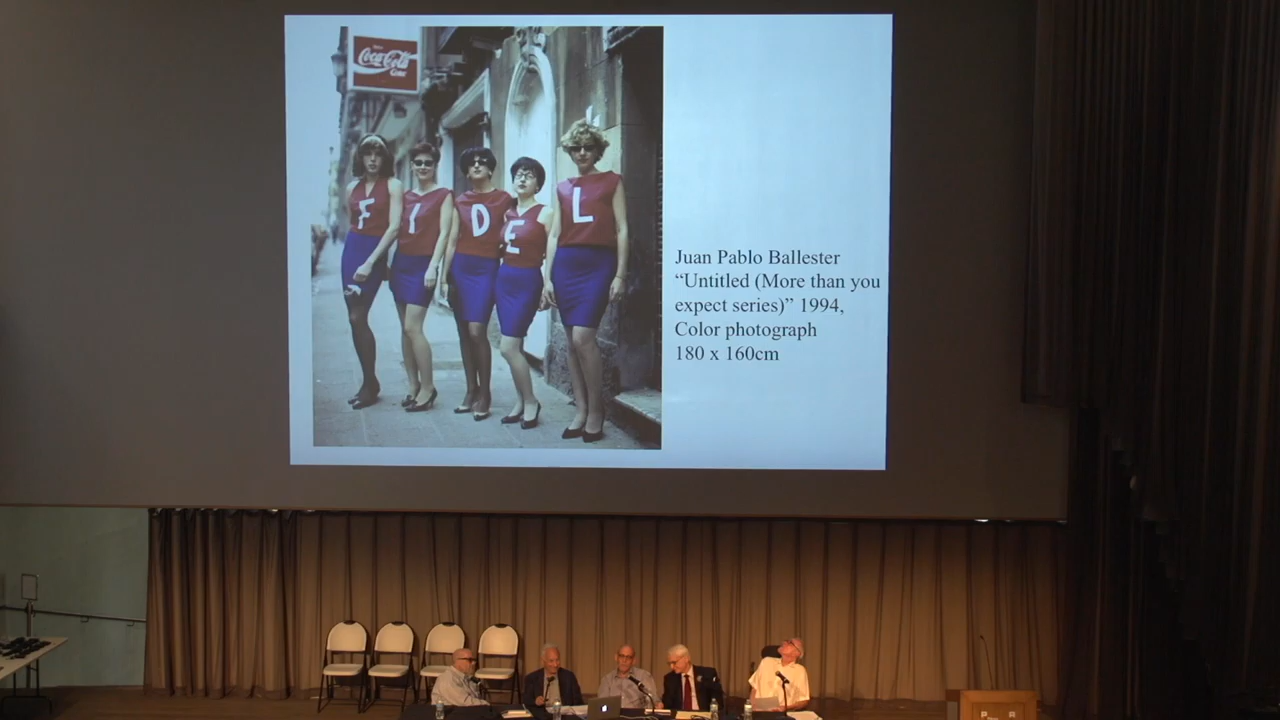 Coca-Cola
F I D E L
Juan Pablo Ballester
“Untitled (More than you
expect series)” 1994,
Color photograph
180 x 160cm